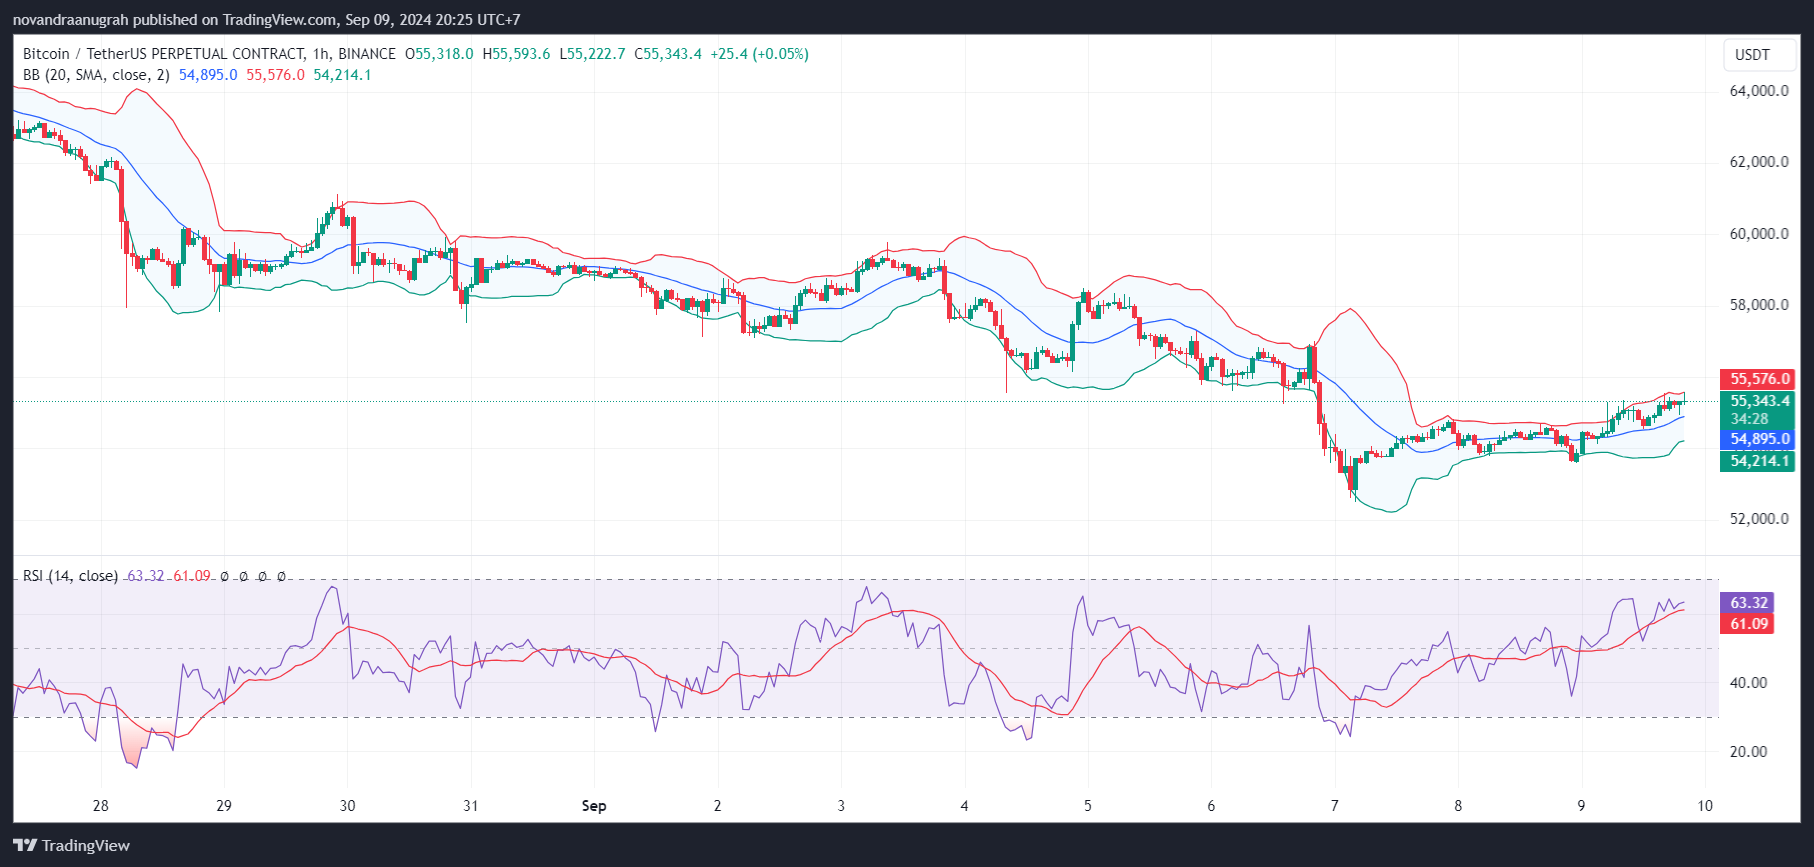 novandraanugrah published on TradingView.com, Sep 09, 2024 20:25 UTC+7
Bitcoin / TetherUS PERPETUAL CONTRACT, 1h, BINANCE O55,318.0 H55,593.6 L55,222.7 C55,343.4 +25.4 (+0.05%)
BB (20, SMA, close, 2) 54,895.0 55,576.0 54,214.1
USDT
64,000.0
62,000.0
60,000.0
58,000.0
55,576.0
55,343.4
34:28
54,895.0
54,214.1
52,000.0
RSI (14, close) 63.32 61.09 ø ø ø ø
63.32
61.09
40.00
20.00
28 29 30 31 Sep 2 3 4 5 6 7 8 9 10
TradingView